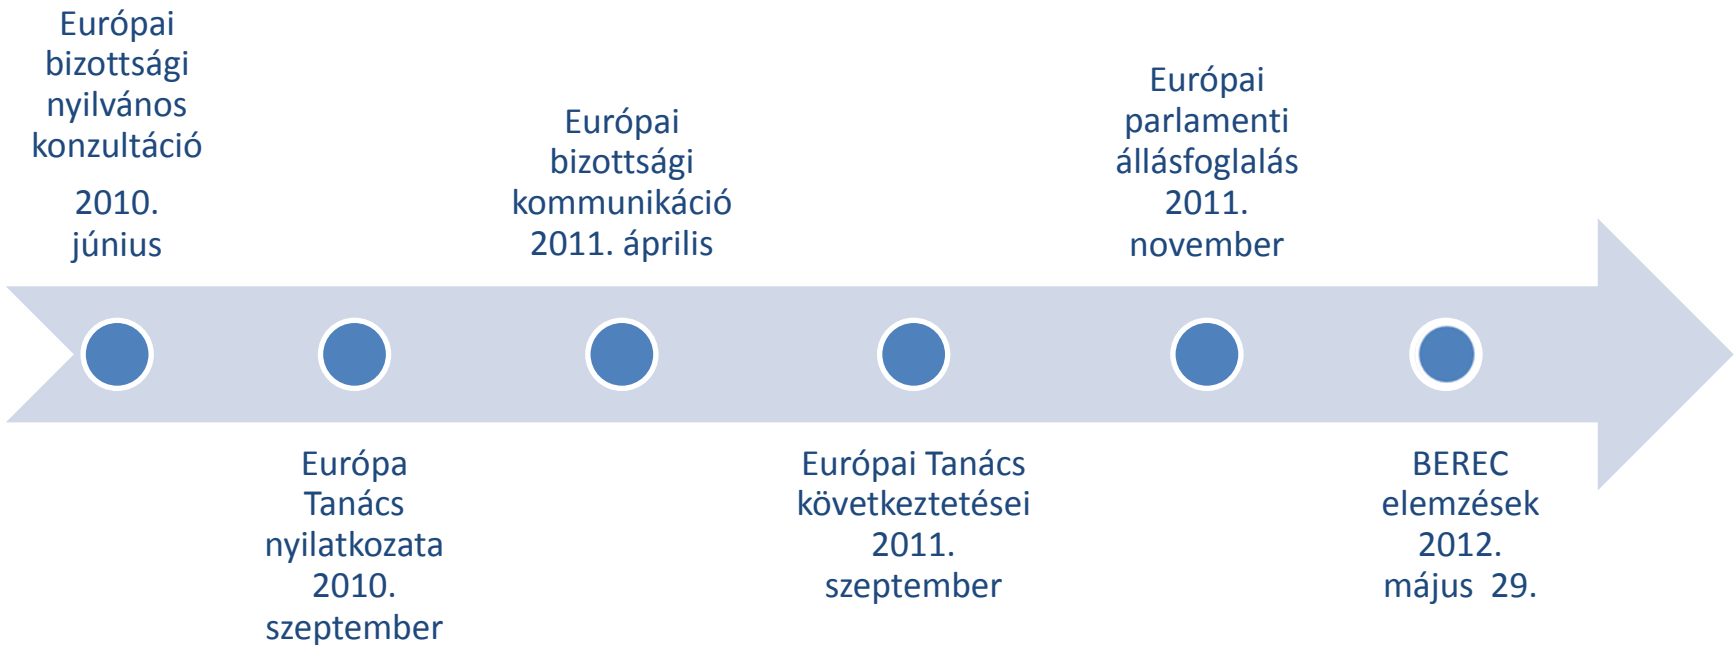 Európai
bizottsági
nyilvános
konzultáció
2010.
június
Európa
Tanács
nyilatkozata
2010.
szeptember
Európai
bizottsági
kommunikáció
2011. április
Európai Tanács
következtetései
2011.
szeptember
Európai
parlamenti
állásfoglalás
2011.
november
BEREC
elemzések
2012.
május 29.